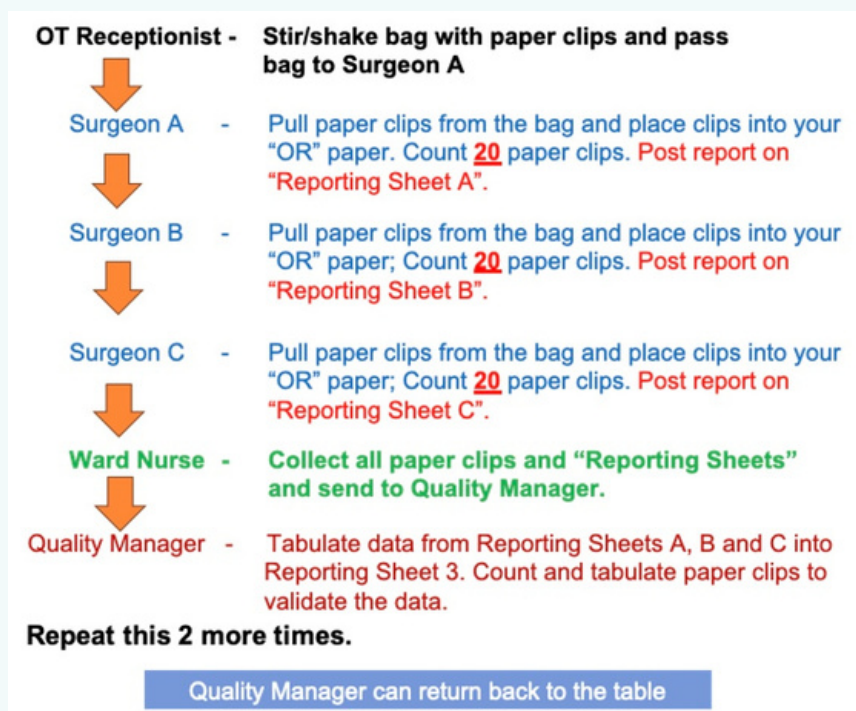 OT Receptionist - Stir/shake bag with paper clips and pass
bag to Surgeon A
Surgeon A - Pull paper clips from the bag and place clips into your
“OR” paper. Count 20 paper clips. Post report on
“Reporting Sheet A”.
Surgeon B - Pull paper clips from the bag and place clips into your
“OR” paper; Count 20 paper clips. Post report on
“Reporting Sheet B”.
Surgeon C - Pull paper clips from the bag and place clips into your
“OR” paper; Count 20 paper clips. Post report on
“Reporting Sheet C”.
Ward Nurse - Collect all paper clips and “Reporting Sheets”
and send to Quality Manager.
Quality Manager - Tabulate data from Reporting Sheets A, B and C into
Reporting Sheet 3. Count and tabulate paper clips to
validate the data.
Repeat this 2 more times.
Quality Manager can return back to the table